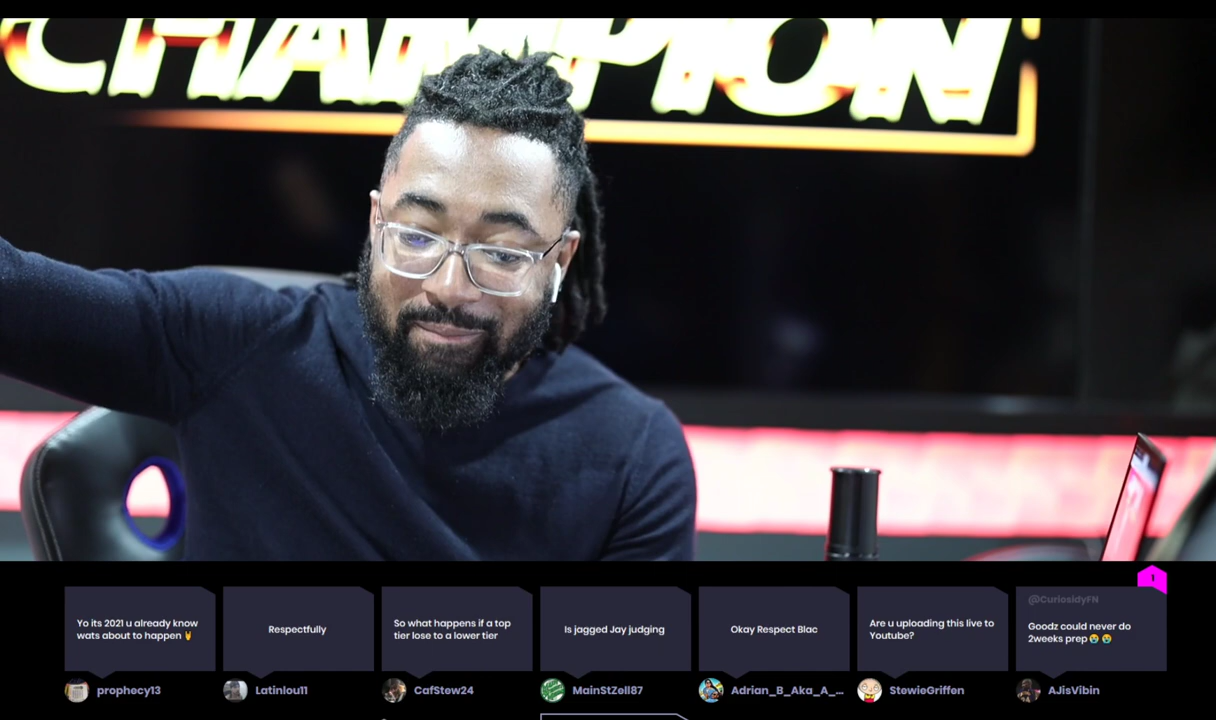 CHAMPION
Yo its 2021 u already know
wats about to happen 🤘
Respectfully
So what happens if a top
tier lose to a lower tier
Is jagged Jay judging
Okay Respect Blac
Are u uploading this live to
Youtube?
@CuriosidyFN
Goodz could never do
2weeks prep😭 😭
prophecy13
Latinlou11
CafStew24
MainStZell87
Adrian_B_Aka_A_...
StewieGriffen
AJisVibin